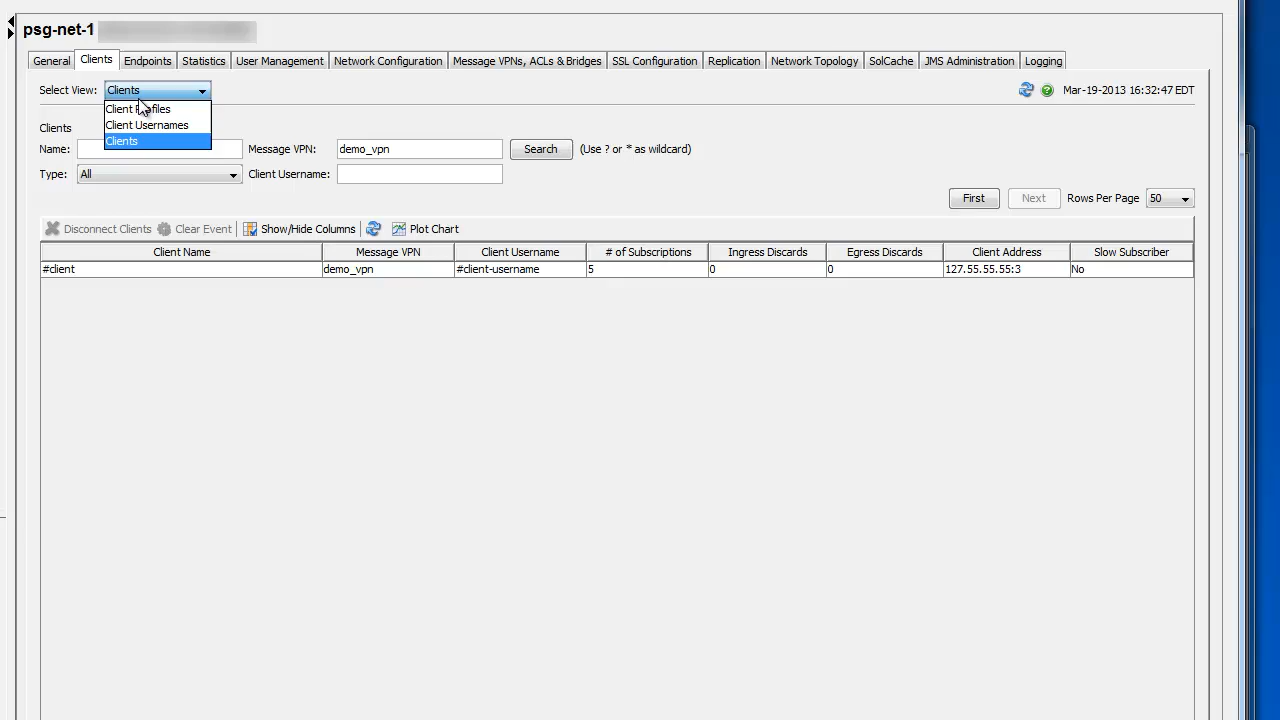 psg-net-1
General Clients Endpoints Statistics User Management Network Configuration Message VPNs, ACLs & Bridges SSL Configuration Replication Network Topology SolCache JMS Administration Logging
Select View: Clients Mar-19-2013 16:32:47 EDT
Client Profiles
Client Usernames
Clients
Clients
Name: Message VPN: demo_vpn Search (Use ? or * as wildcard)
Type: All Client Username:
First Next Rows Per Page 50
Disconnect Clients Clear Event Show/Hide Columns Plot Chart
Client Name Message VPN Client Username # of Subscriptions Ingress Discards Egress Discards Client Address Slow Subscriber
#client demo_vpn #client-username 5 0 0 127.55.55.55:3 No